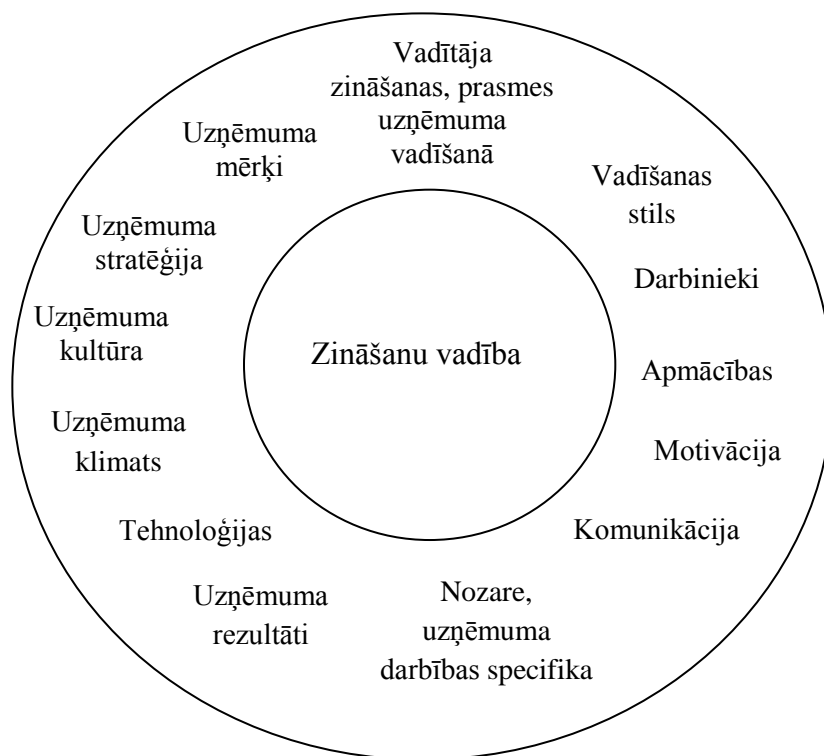 Vadītāja
zināšanas, prasmes
uzņēmuma
vadīšanā
Vadīšanas
stils
Darbinieki
Apmācības
Motivācija
Komunikācija
Nozare,
uzņēmuma
darbības specifika
Uzņēmuma
rezultāti
Tehnoloģijas
Uzņēmuma
klimats
Uzņēmuma
kultūra
Uzņēmuma
stratēģija
Uzņēmuma
mērķi
Zināšanu vadība